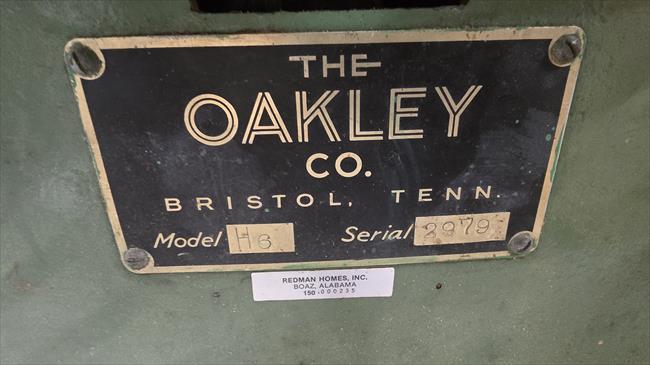 THE
OAKLEY
CO.
BRISTOL, TENN.
Model H6 Serial 2979
REDMAN HOMES, INC.
BOAZ, ALABAMA
150-000235